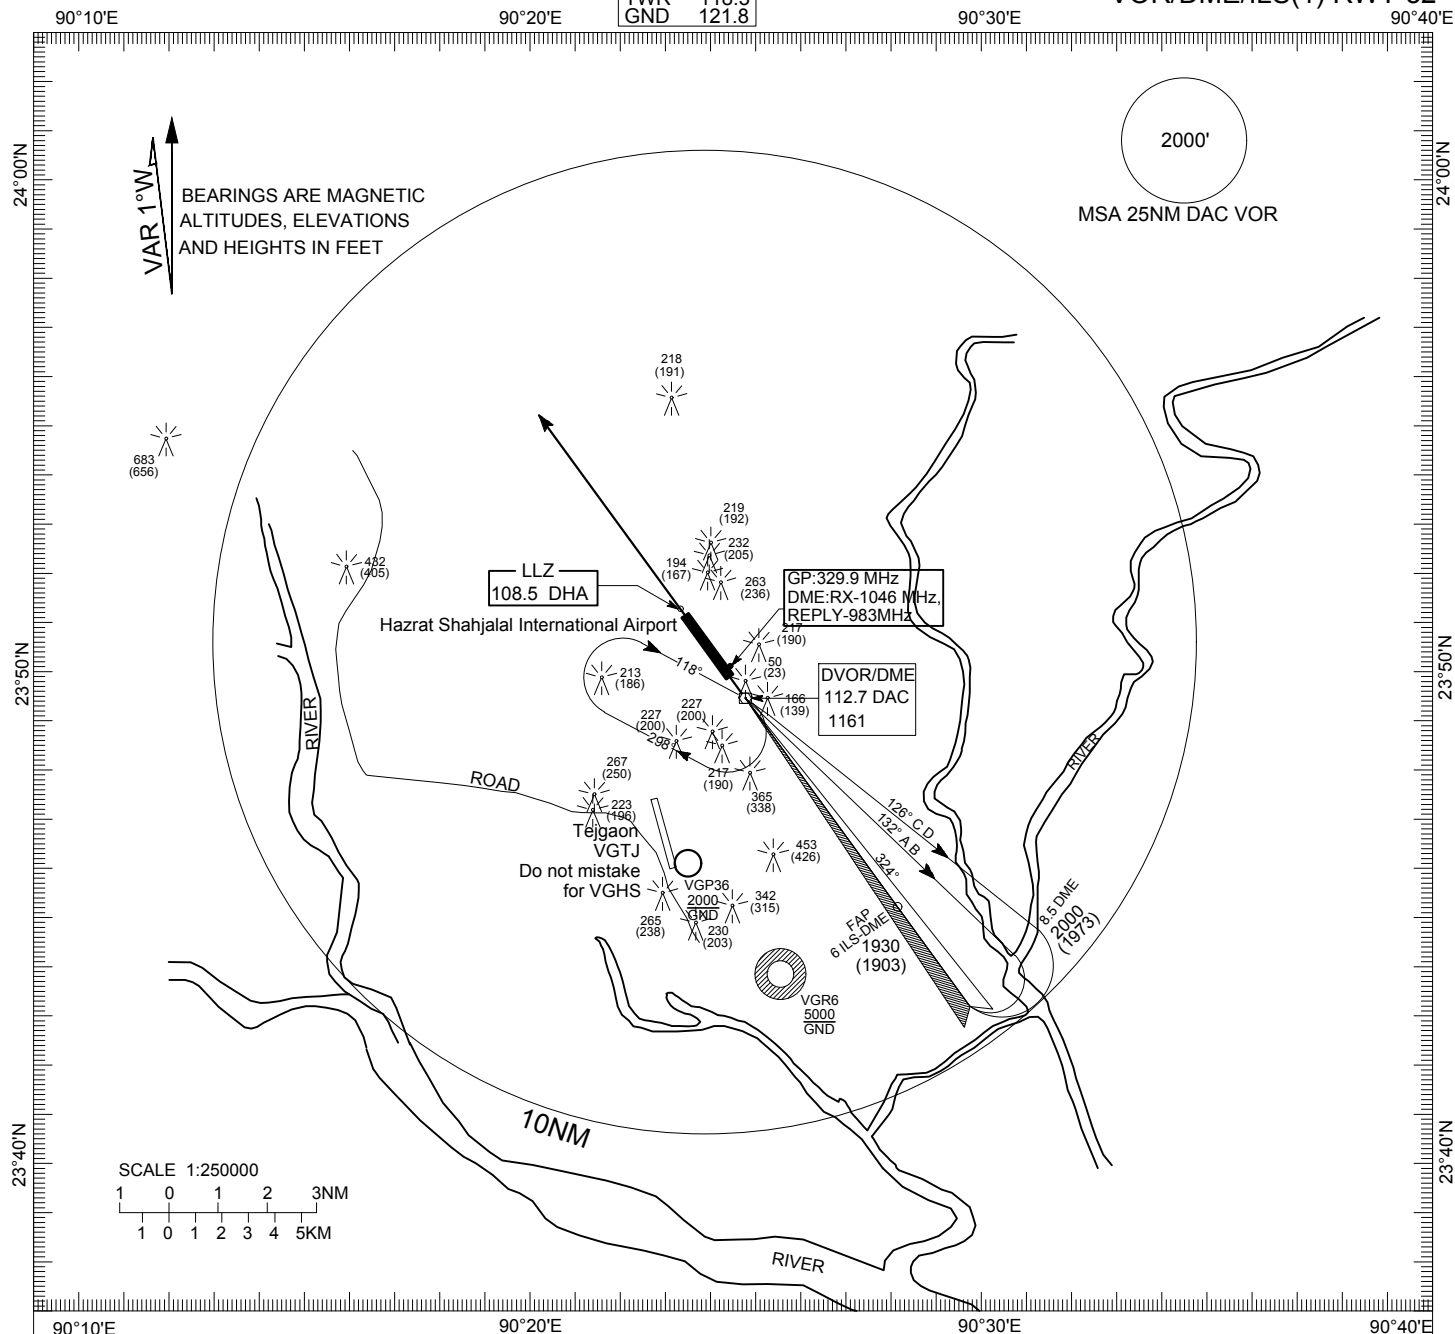 GND 121.8
90°10'E
90°20'E
90°30'E
90°40'E
24°00'N
24°00'N
2000'
MSA 25NM DAC VOR
VAR 1°W
BEARINGS ARE MAGNETIC
ALTITUDES, ELEVATIONS
AND HEIGHTS IN FEET
218
(191)
683
(656)
219
(192)
232
(205)
194
(167)
263
(236)
432
(405)
LLZ
108.5 DHA
GP:329.9 MHz
DME:RX-1046 MHz,
REPLY-983MHz
Hazrat Shahjalal International Airport
217
(190)
50
(23)
118°
213
(186)
DVOR/DME
112.7 DAC
1161
166
(139)
23°50'N
23°50'N
227
(200)
227
(200)
298°
217
(190)
365
(338)
RIVER
RIVER
ROAD
267
(250)
223
(196)
126° C D
132° A B
324°
Tejgaon
VGTJ
Do not mistake
for VGHS
453
(426)
VGP36
2000
GND
342
(315)
265
(238)
230
(203)
FAP
6 ILS-DME
1930
(1903)
8.5 DME
2000
(1973)
VGR6
5000
GND
10NM
23°40'N
23°40'N
SCALE 1:250000
1 0 1 2 3NM
1 0 1 2 3 4 5KM
RIVER
90°10'E
90°20'E
90°30'E
90°40'E